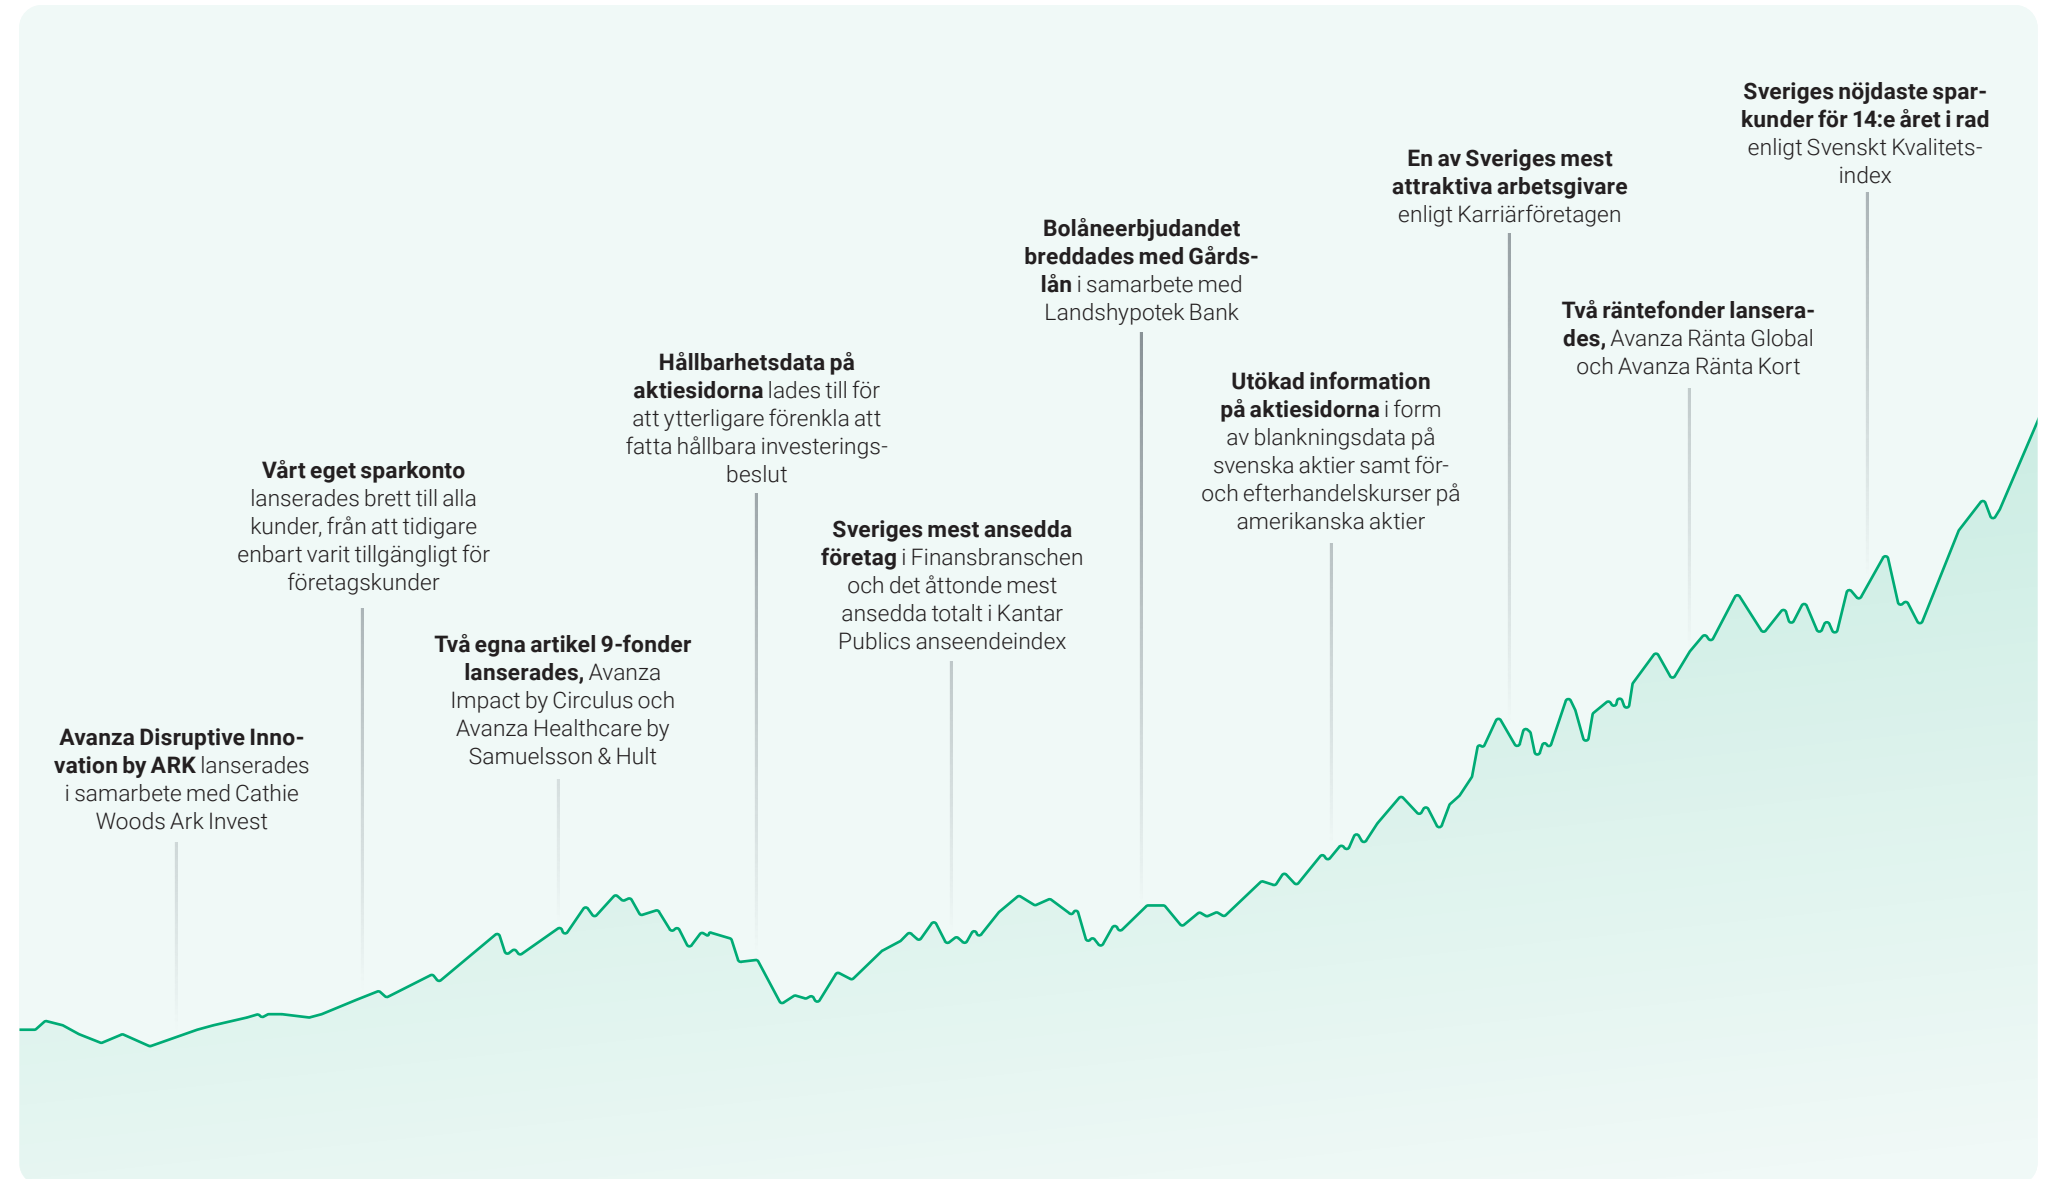 Avanza Disruptive Inno-
vation by ARK lanserades
i samarbete med Cathie
Woods Ark Invest
Vårt eget sparkonto
lanserades brett till alla
kunder, från att tidigare
enbart varit tillgängligt för
företagskunder
Två egna artikel 9-fonder
lanserades, Avanza
Impact by Circulus och
Avanza Healthcare by
Samuelsson & Hult
Hållbarhetsdata på
aktiesidorna lades till för
att ytterligare förenkla att
fatta hållbara investerings-
beslut
Sveriges mest ansedda
företag i Finansbranschen
och det åttonde mest
ansedda totalt i Kantar
Publics anseendeindex
Bolåneerbjudandet
breddades med Gårds-
lån i samarbete med
Landshypotek Bank
Utökad information
på aktiesidorna i form
av blankningsdata på
svenska aktier samt för-
och efterhandelskurser på
amerikanska aktier
En av Sveriges mest
attraktiva arbetsgivare
enligt Karriärföretagen
Två räntefonder lansera-
des, Avanza Ränta Global
och Avanza Ränta Kort
Sveriges nöjdaste spar-
kunder för 14:e året i rad
enligt Svenskt Kvalitets-
index